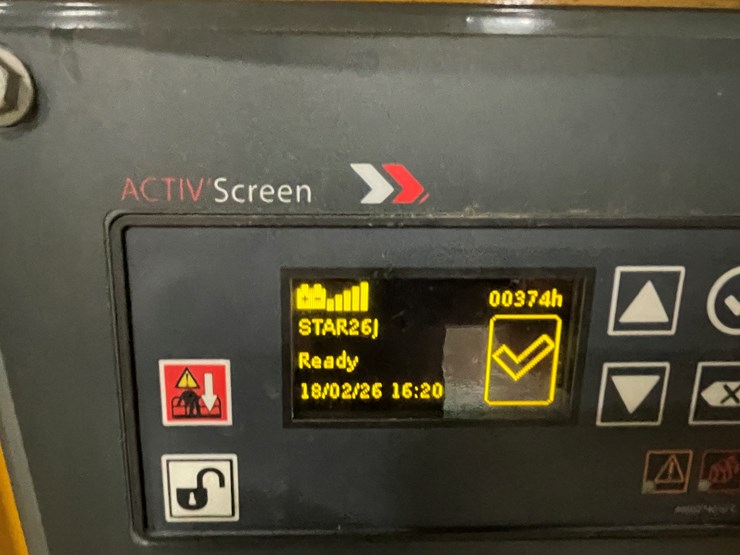 ACTIV'Screen
00374h
STAR26J
Ready
18/02/26 16:20